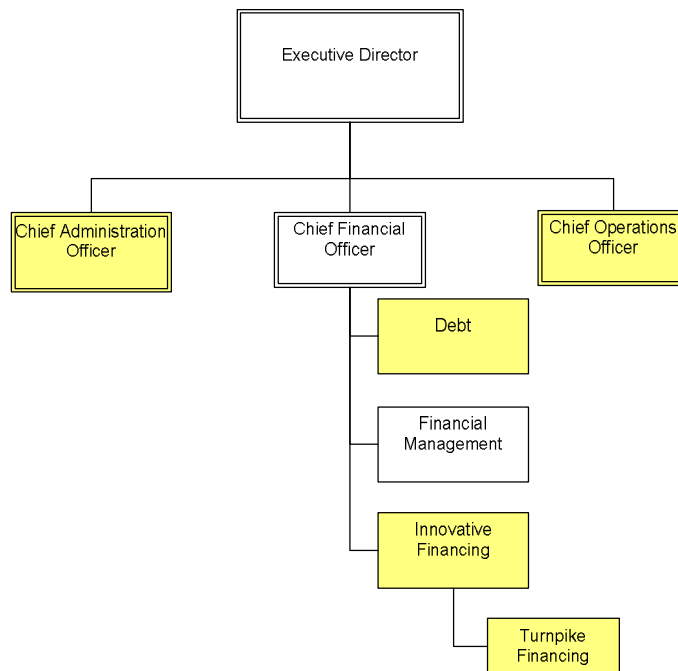 Executive Director
Chief Administration
Officer
Chief Financial
Officer
Chief Operations
Officer
Debt
Financial
Management
Innovative
Financing
Turnpike
Financing